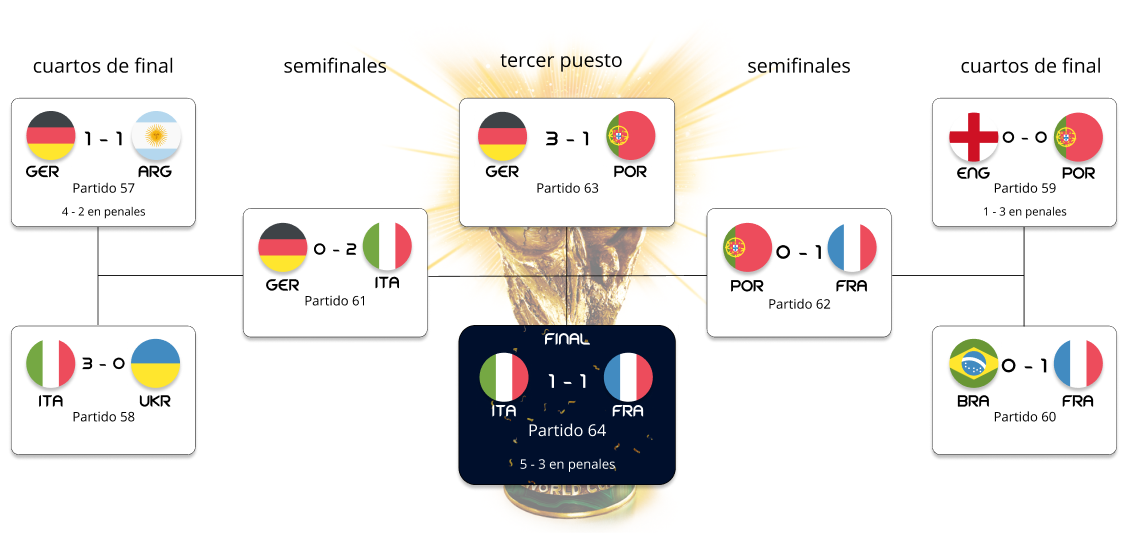 cuartos de final
semifinales
tercer puesto
semifinales
cuartos de final
1 - 1
GER ARG
Partido 57
4 - 2 en penales
3 - 0
ITA UKR
Partido 58
0 - 2
GER ITA
Partido 61
3 - 1
GER POR
Partido 63
FINAL
1 - 1
ITA FRA
Partido 64
5 - 3 en penales
WORLD CUP
0 - 1
POR FRA
Partido 62
0 - 0
ENG POR
Partido 59
1 - 3 en penales
0 - 1
BRA FRA
Partido 60